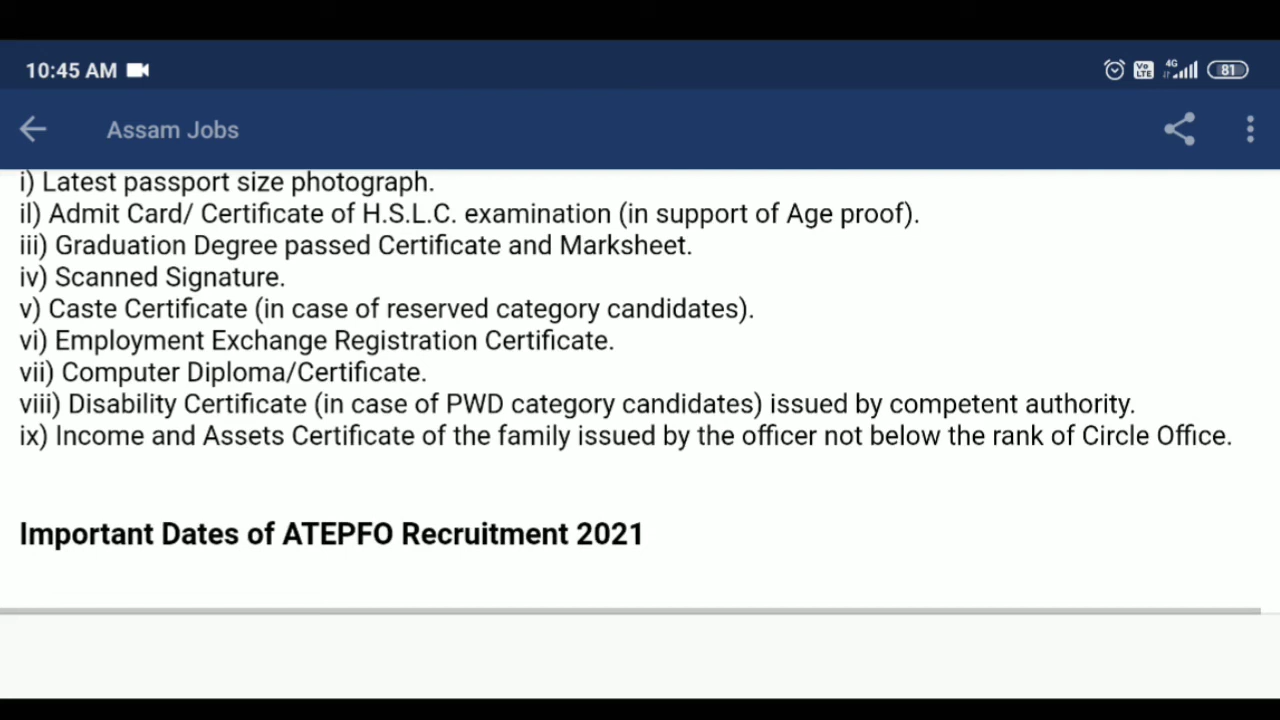 10:45 AM
Vo LTE 4G 81
Assam Jobs
i) Latest passport size photograph.
il) Admit Card/ Certificate of H.S.L.C. examination (in support of Age proof).
iii) Graduation Degree passed Certificate and Marksheet.
iv) Scanned Signature.
v) Caste Certificate (in case of reserved category candidates).
vi) Employment Exchange Registration Certificate.
vii) Computer Diploma/Certificate.
viii) Disability Certificate (in case of PWD category candidates) issued by competent authority.
ix) Income and Assets Certificate of the family issued by the officer not below the rank of Circle Office.
Important Dates of ATEPFO Recruitment 2021